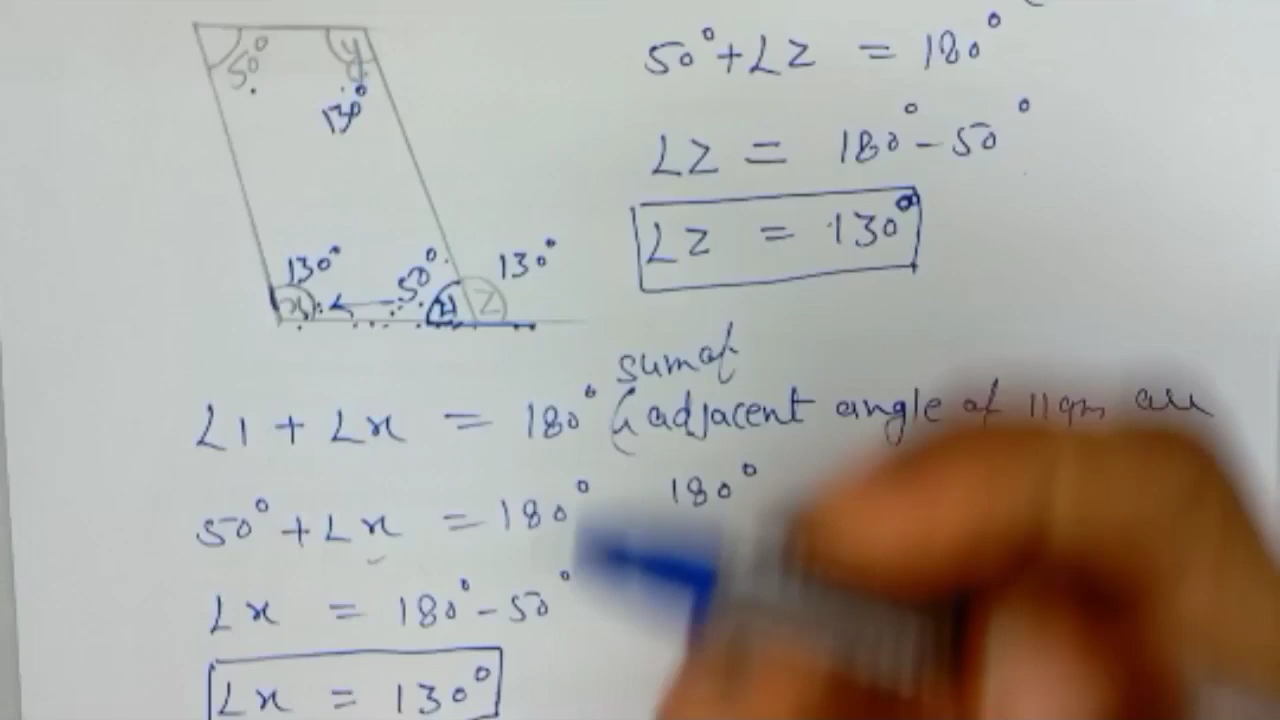 50° y
130°
130° 50° 130°
x 1 z
50° + ∠z = 180°
∠z = 180° - 50°
∠z = 130°
sum of
∠1 + ∠x = 180° ( adjacent angle of llgm are
50° + ∠x = 180° 180°
∠x = 180° - 50°
∠x = 130°